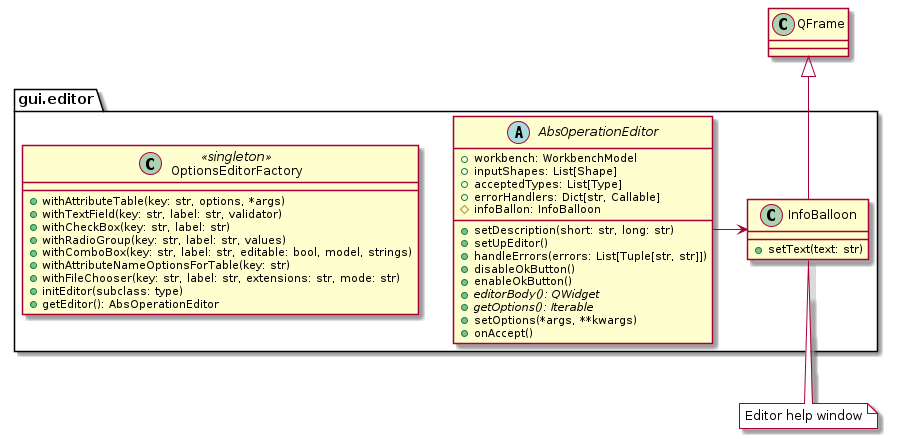 C QFrame
gui.editor
C «singleton»
OptionsEditorFactory
withAttributeTable(key: str, options, *args)
withTextField(key: str, label: str, validator)
withCheckBox(key: str, label: str)
withRadioGroup(key: str, label: str, values)
withComboBox(key: str, label: str, editable: bool, model, strings)
withAttributeNameOptionsForTable(key: str)
withFileChooser(key: str, label: str, extensions: str, mode: str)
initEditor(subclass: type)
getEditor(): AbsOperationEditor
A AbsOperationEditor
workbench: WorkbenchModel
inputShapes: List[Shape]
acceptedTypes: List[Type]
errorHandlers: Dict[str, Callable]
infoBallon: InfoBalloon
setDescription(short: str, long: str)
setUpEditor()
handleErrors(errors: List[Tuple[str, str]])
disableOkButton()
enableOkButton()
editorBody(): QWidget
getOptions(): Iterable
setOptions(*args, **kwargs)
onAccept()
C InfoBalloon
setText(text: str)
Editor help window